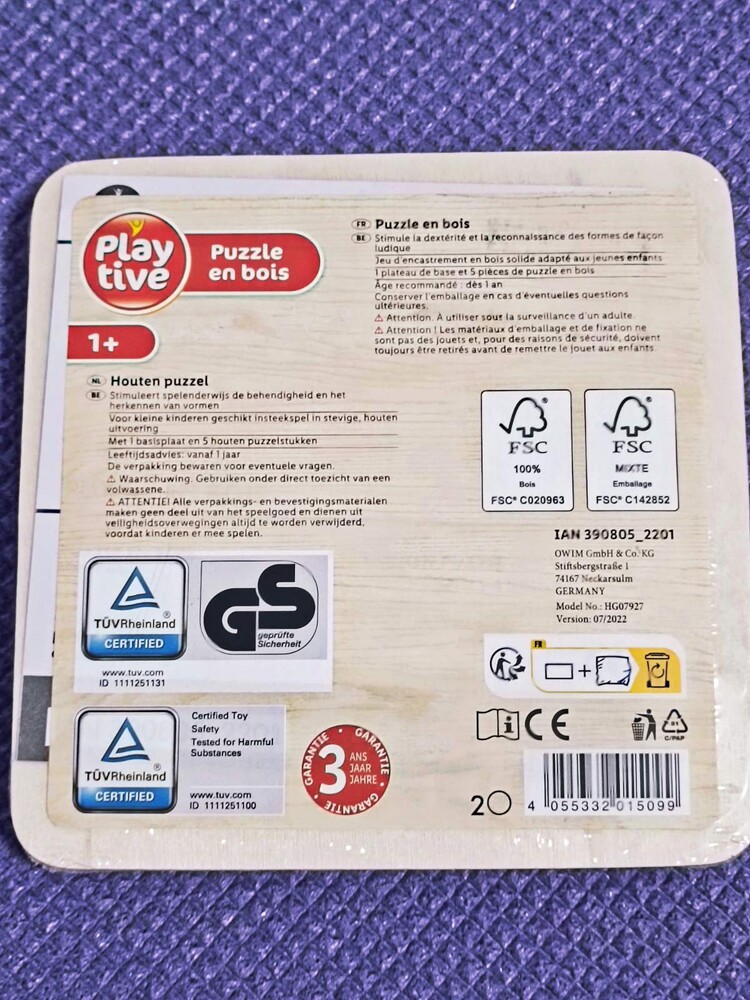 Play
tive
Puzzle
en bois
1+
FR Puzzle en bois
BE Stimule la dextérité et la reconnaissance des formes de façon
ludique
Jeu d'encastrement en bois solide adapté aux jeunes enfants
1 plateau de base et 5 pièces de puzzle en bois
Âge recommandé : dès 1 an
Conserver l'emballage en cas d'éventuelles questions
ultérieures.
⚠ Attention. À utiliser sous la surveillance d'un adulte.
⚠ Attention ! Les matériaux d'emballage et de fixation ne
sont pas des jouets et, pour des raisons de sécurité, doivent
toujours être retirés avant de remettre le jouet aux enfants.
NL Houten puzzel
BE Stimuleert spelenderwijs de behendigheid en het
herkennen van vormen
Voor kleine kinderen geschikt insteekspel in stevige, houten
uitvoering
Met 1 basisplaat en 5 houten puzzelstukken
Leeftijdsadvies: vanaf 1 jaar
De verpakking bewaren voor eventuele vragen.
⚠ Waarschuwing. Gebruiken onder direct toezicht van een
volwassene.
⚠ ATTENTIE! Alle verpakkings- en bevestigingsmaterialen
maken geen deel uit van het speelgoed en dienen uit
veiligheidsoverwegingen altijd te worden verwijderd,
voordat kinderen er mee spelen.
FSC
100%
Bois
FSC® C020963
FSC
MIXTE
Emballage
FSC® C142852
IAN 390805_2201
OWIM GmbH & Co. KG
Stiftsbergstraße 1
74167 Neckarsulm
GERMANY
Model No.: HG07927
Version: 07/2022
TÜVRheinland®
CERTIFIED
www.tuv.com
ID 1111251131
GS
geprüfte
Sicherheit
FR
+
TÜVRheinland®
CERTIFIED
Certified Toy
Safety
Tested for Harmful
Substances
www.tuv.com
ID 1111251100
GARANTIE · GARANTIE · GARANTIE
3 ANS
JAAR
JAHRE
i CE
81
C/PAP
2
4 055332 015099